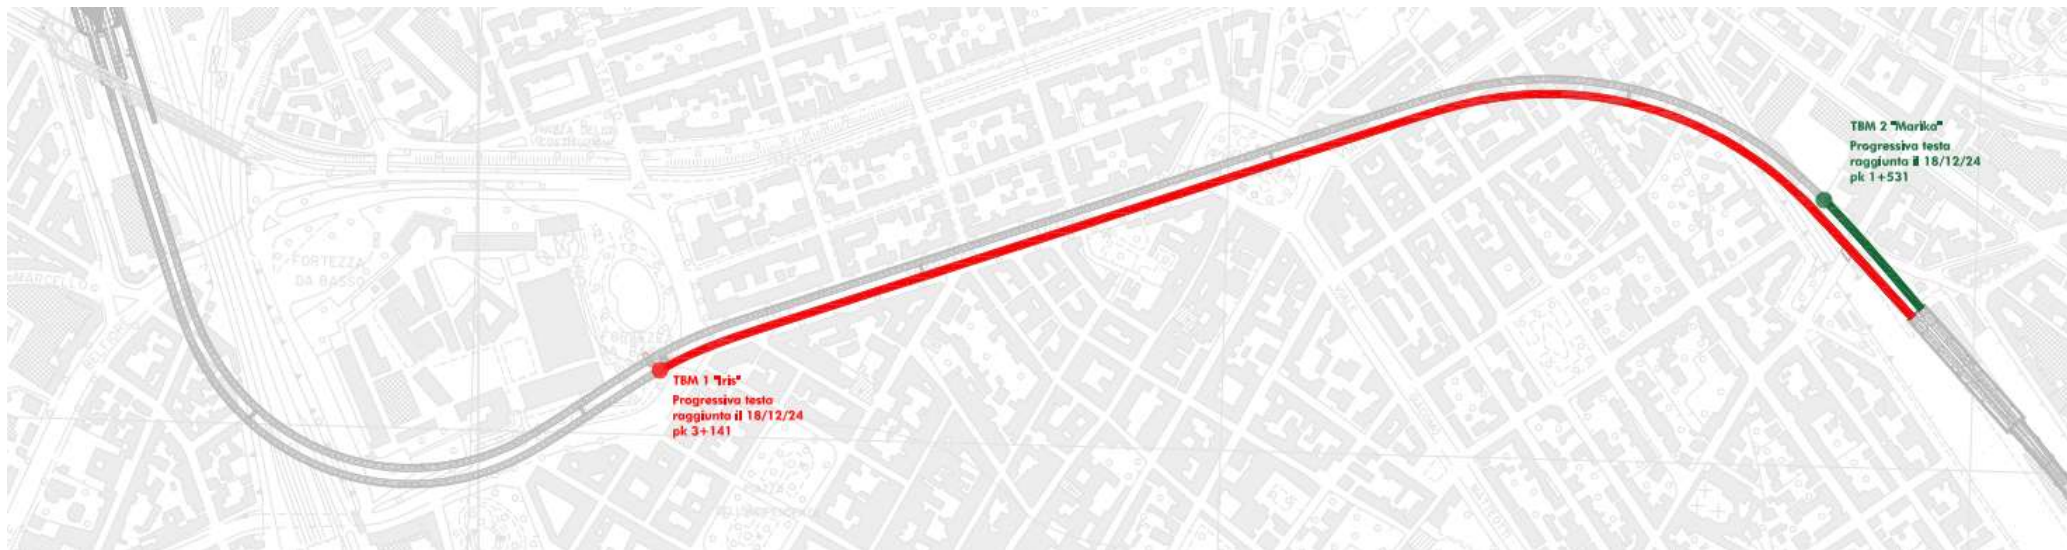 TBM 2 "Marika"
Progressiva testa
raggiunta il 18/12/24
pk 1+531
FORTEZZA
DA BASSO
TBM 1 "Iris"
Progressiva testa
raggiunta il 18/12/24
pk 3+141